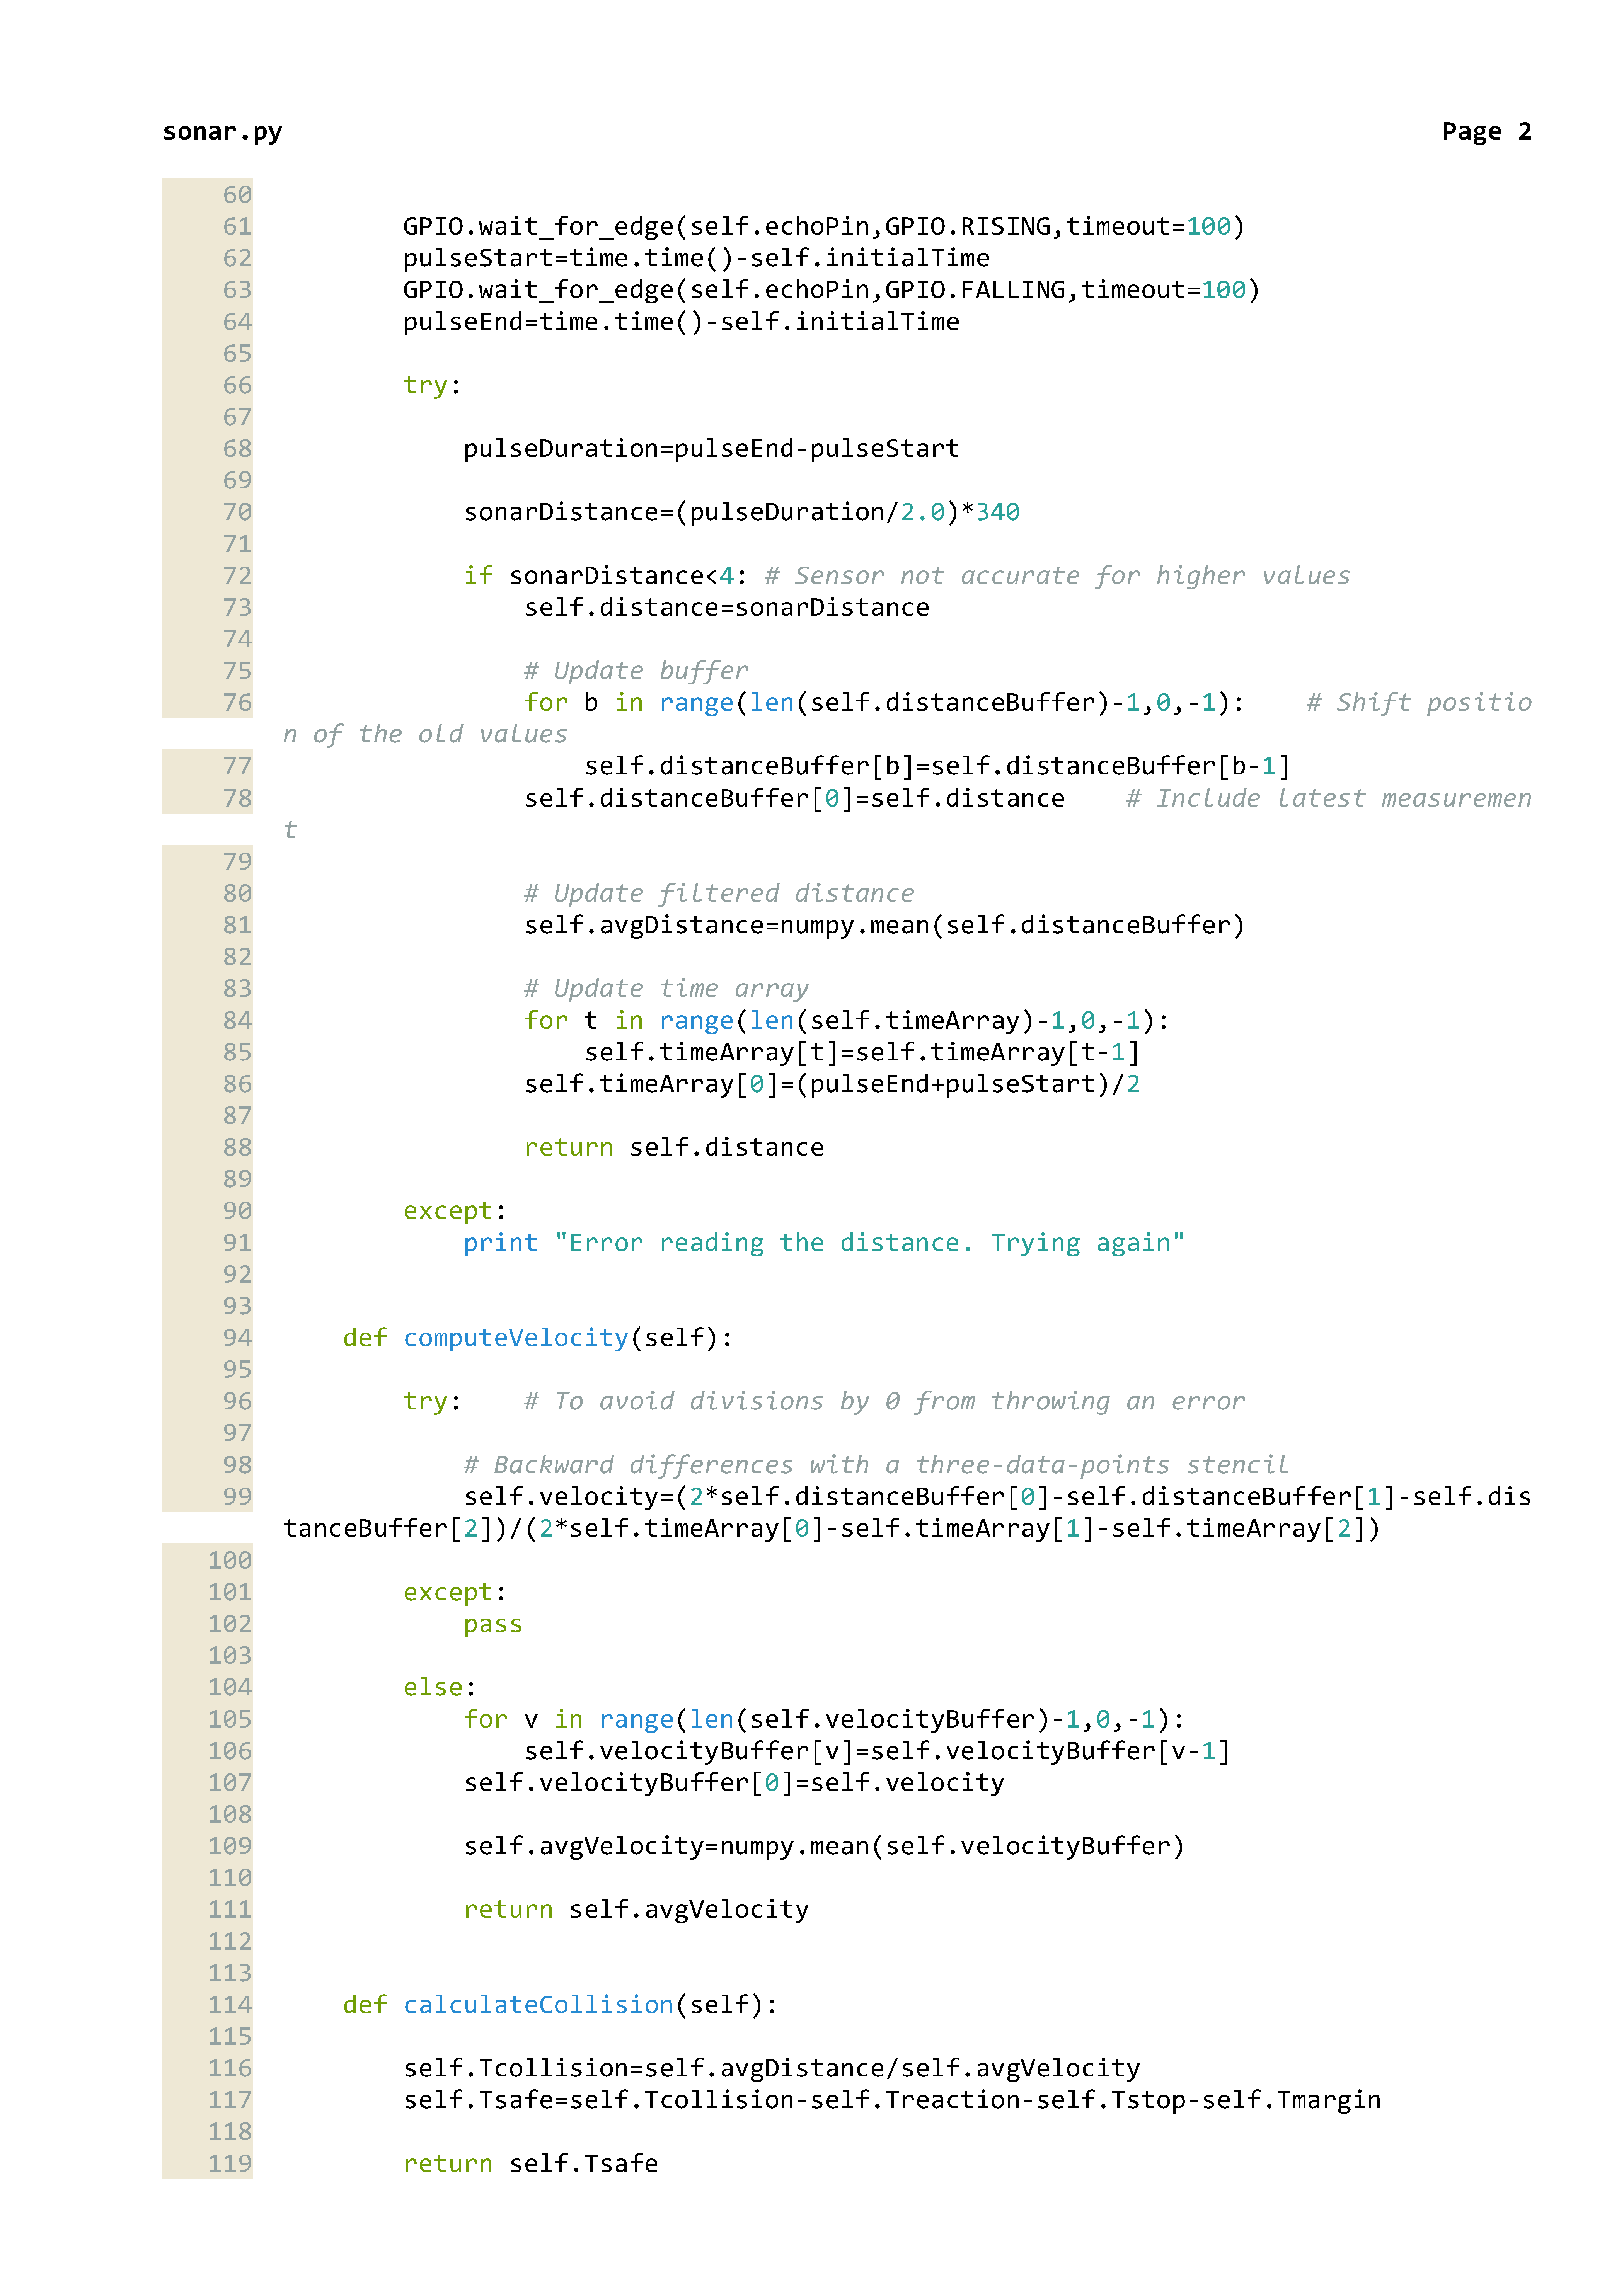 sonar.py Page 2
60
61 GPIO.wait_for_edge(self.echoPin,GPIO.RISING,timeout=100)
62 pulseStart=time.time()-self.initialTime
63 GPIO.wait_for_edge(self.echoPin,GPIO.FALLING,timeout=100)
64 pulseEnd=time.time()-self.initialTime
65
66 try:
67
68 pulseDuration=pulseEnd-pulseStart
69
70 sonarDistance=(pulseDuration/2.0)*340
71
72 if sonarDistance<4: # Sensor not accurate for higher values
73 self.distance=sonarDistance
74
75 # Update buffer
76 for b in range(len(self.distanceBuffer)-1,0,-1): # Shift positio
n of the old values
77 self.distanceBuffer[b]=self.distanceBuffer[b-1]
78 self.distanceBuffer[0]=self.distance # Include latest measuremen
t
79
80 # Update filtered distance
81 self.avgDistance=numpy.mean(self.distanceBuffer)
82
83 # Update time array
84 for t in range(len(self.timeArray)-1,0,-1):
85 self.timeArray[t]=self.timeArray[t-1]
86 self.timeArray[0]=(pulseEnd+pulseStart)/2
87
88 return self.distance
89
90 except:
91 print "Error reading the distance. Trying again"
92
93
94 def computeVelocity(self):
95
96 try: # To avoid divisions by 0 from throwing an error
97
98 # Backward differences with a three-data-points stencil
99 self.velocity=(2*self.distanceBuffer[0]-self.distanceBuffer[1]-self.dis
tanceBuffer[2])/(2*self.timeArray[0]-self.timeArray[1]-self.timeArray[2])
100
101 except:
102 pass
103
104 else:
105 for v in range(len(self.velocityBuffer)-1,0,-1):
106 self.velocityBuffer[v]=self.velocityBuffer[v-1]
107 self.velocityBuffer[0]=self.velocity
108
109 self.avgVelocity=numpy.mean(self.velocityBuffer)
110
111 return self.avgVelocity
112
113
114 def calculateCollision(self):
115
116 self.Tcollision=self.avgDistance/self.avgVelocity
117 self.Tsafe=self.Tcollision-self.Treaction-self.Tstop-self.Tmargin
118
119 return self.Tsafe